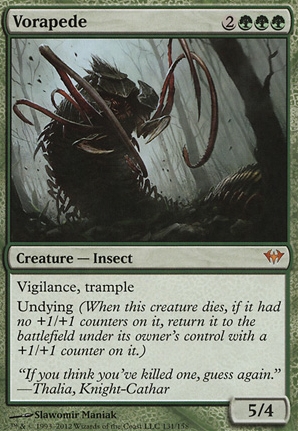 Vorapede 2
Creature — Insect
Vigilance, trample
Undying (When this creature dies, if it had
no +1/+1 counters on it, return it to the
battlefield under its owner's control with a
+1/+1 counter on it.)
"If you think you've killed one, guess again."
—Thalia, Knight-Cathar
Slawomir Maniak
™ & © 1993–2012 Wizards of the Coast LLC 131/158
5/4